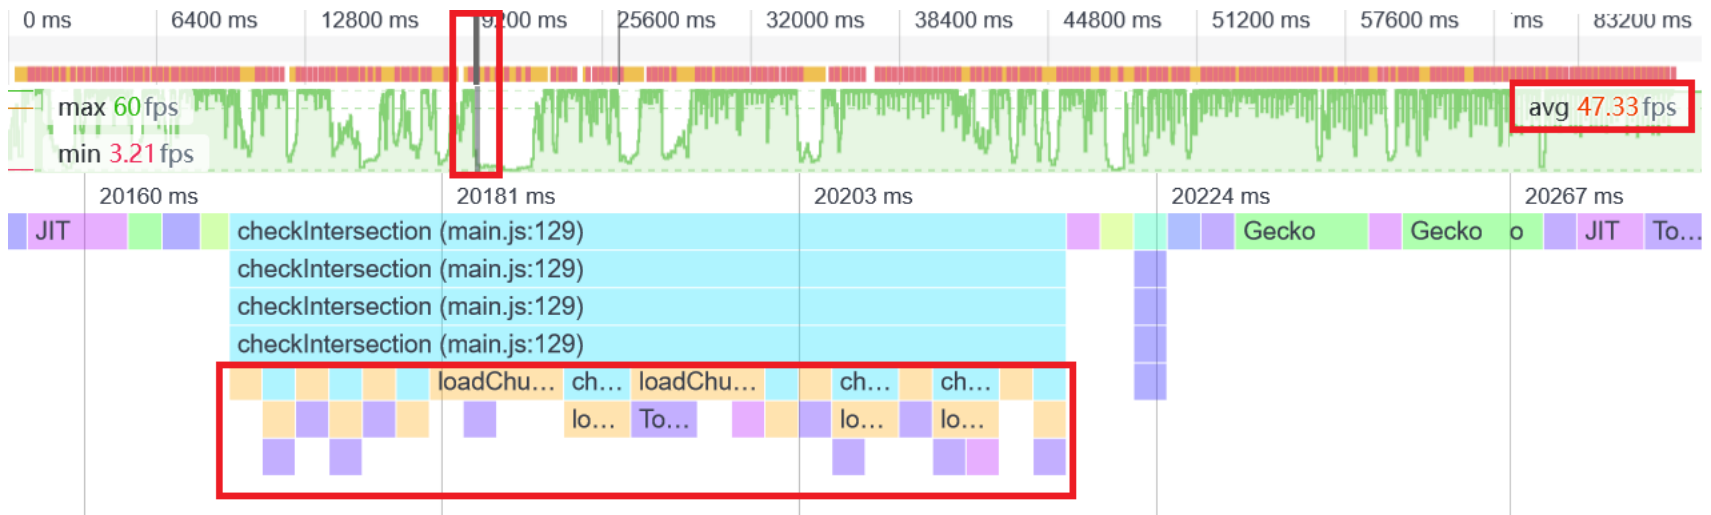 0 ms 6400 ms 12800 ms 9200 ms 25600 ms 32000 ms 38400 ms 44800 ms 51200 ms 57600 ms ms 83200 ms
max 60 fps avg 47.33 fps
min 3.21 fps
20160 ms 20181 ms 20203 ms 20224 ms 20267 ms
JIT checkIntersection (main.js:129) Gecko Gecko o JIT To...
checkIntersection (main.js:129)
checkIntersection (main.js:129)
checkIntersection (main.js:129)
loadChu... ch... loadChu... ch... ch...
lo... To... lo... lo...